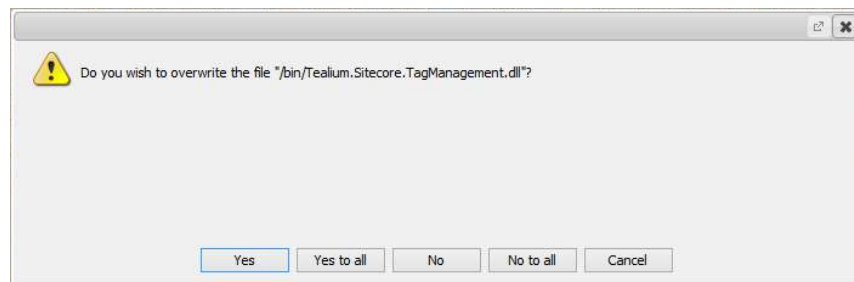 Do you wish to overwrite the file "/bin/Tealium.Sitecore.TagManagement.dll"?
Yes Yes to all No No to all Cancel